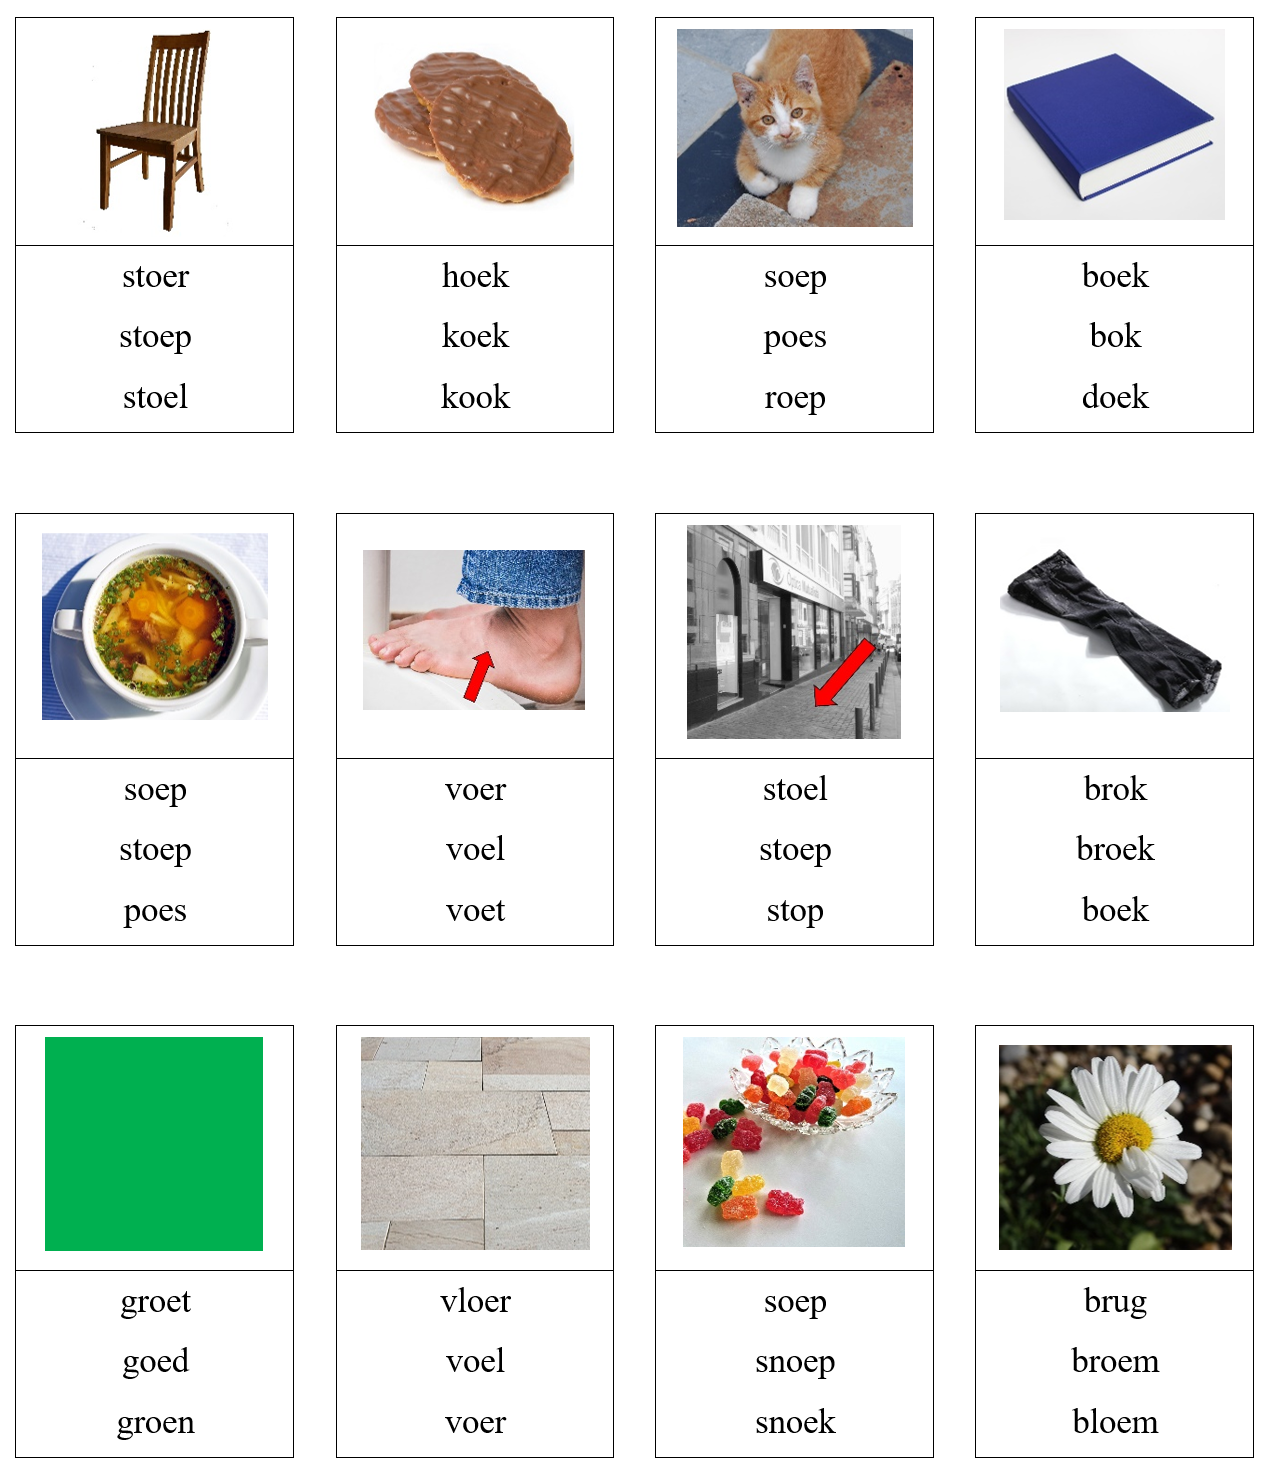 stoer
stoep
stoel
hoek
koek
kook
soep
poes
roep
boek
bok
doek
soep
stoep
poes
voer
voel
voet
stoel
stoep
stop
brok
broek
boek
groet
goed
groen
vloer
voel
voer
soep
snoep
snoek
brug
broem
bloem